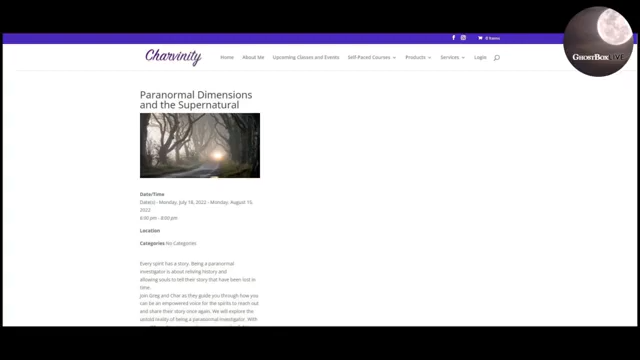 0 Items
GHOSTBOX LIVE
Charvinity
Home About Me Upcoming Classes and Events Self-Paced Courses Products Services Login
Paranormal Dimensions
and the Supernatural
Date/Time
Date(s) - Monday, July 18, 2022 - Monday, August 15,
2022
6:00 pm - 8:00 pm
Location
Categories No Categories
Every spirit has a story. Being a paranormal
investigator is about reliving history and
allowing souls to tell their story that have been lost in
time.
Join Greg and Char as they guide you through how you
can be an empowered voice for the spirits to reach out
and share their story once again. We will explore the
untold reality of being a paranormal investigator. With